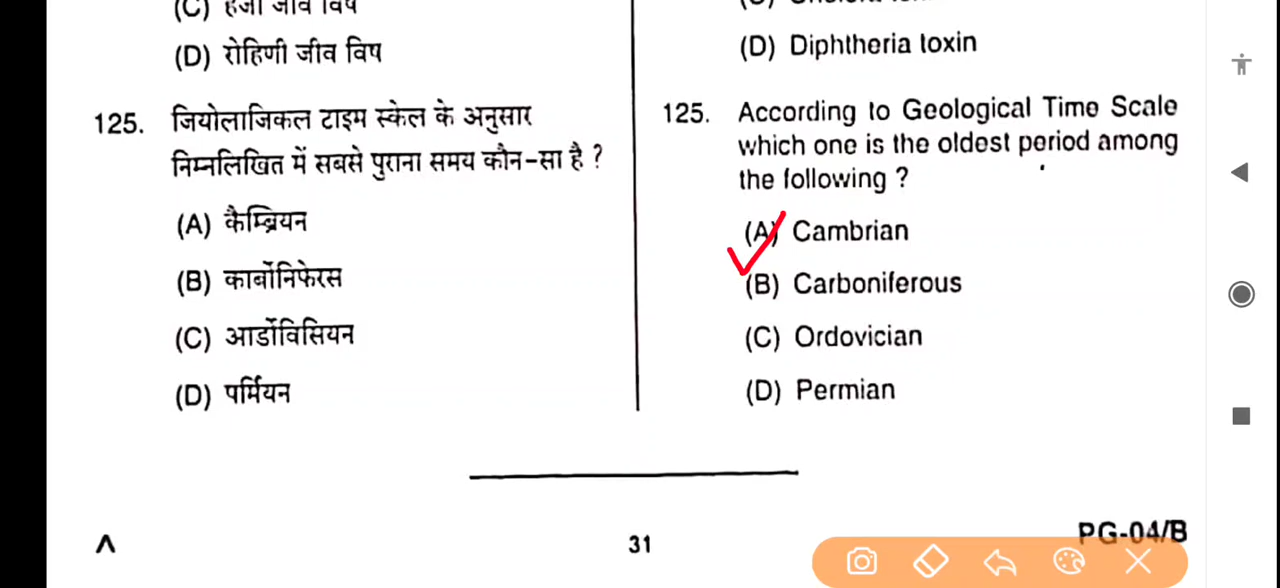 (D) रोहिणी जीव विष
125. जियोलाजिकल टाइम स्केल के अनुसार
निम्नलिखित में सबसे पुराना समय कौन-सा है ?
(A) कैम्ब्रियन
(B) कार्बोनिफेरस
(C) आर्डोविसियन
(D) पर्मियन
(D) Diphtheria toxin
125. According to Geological Time Scale
which one is the oldest period among
the following ?
(A) Cambrian
(B) Carboniferous
(C) Ordovician
(D) Permian
31
PG-04/B